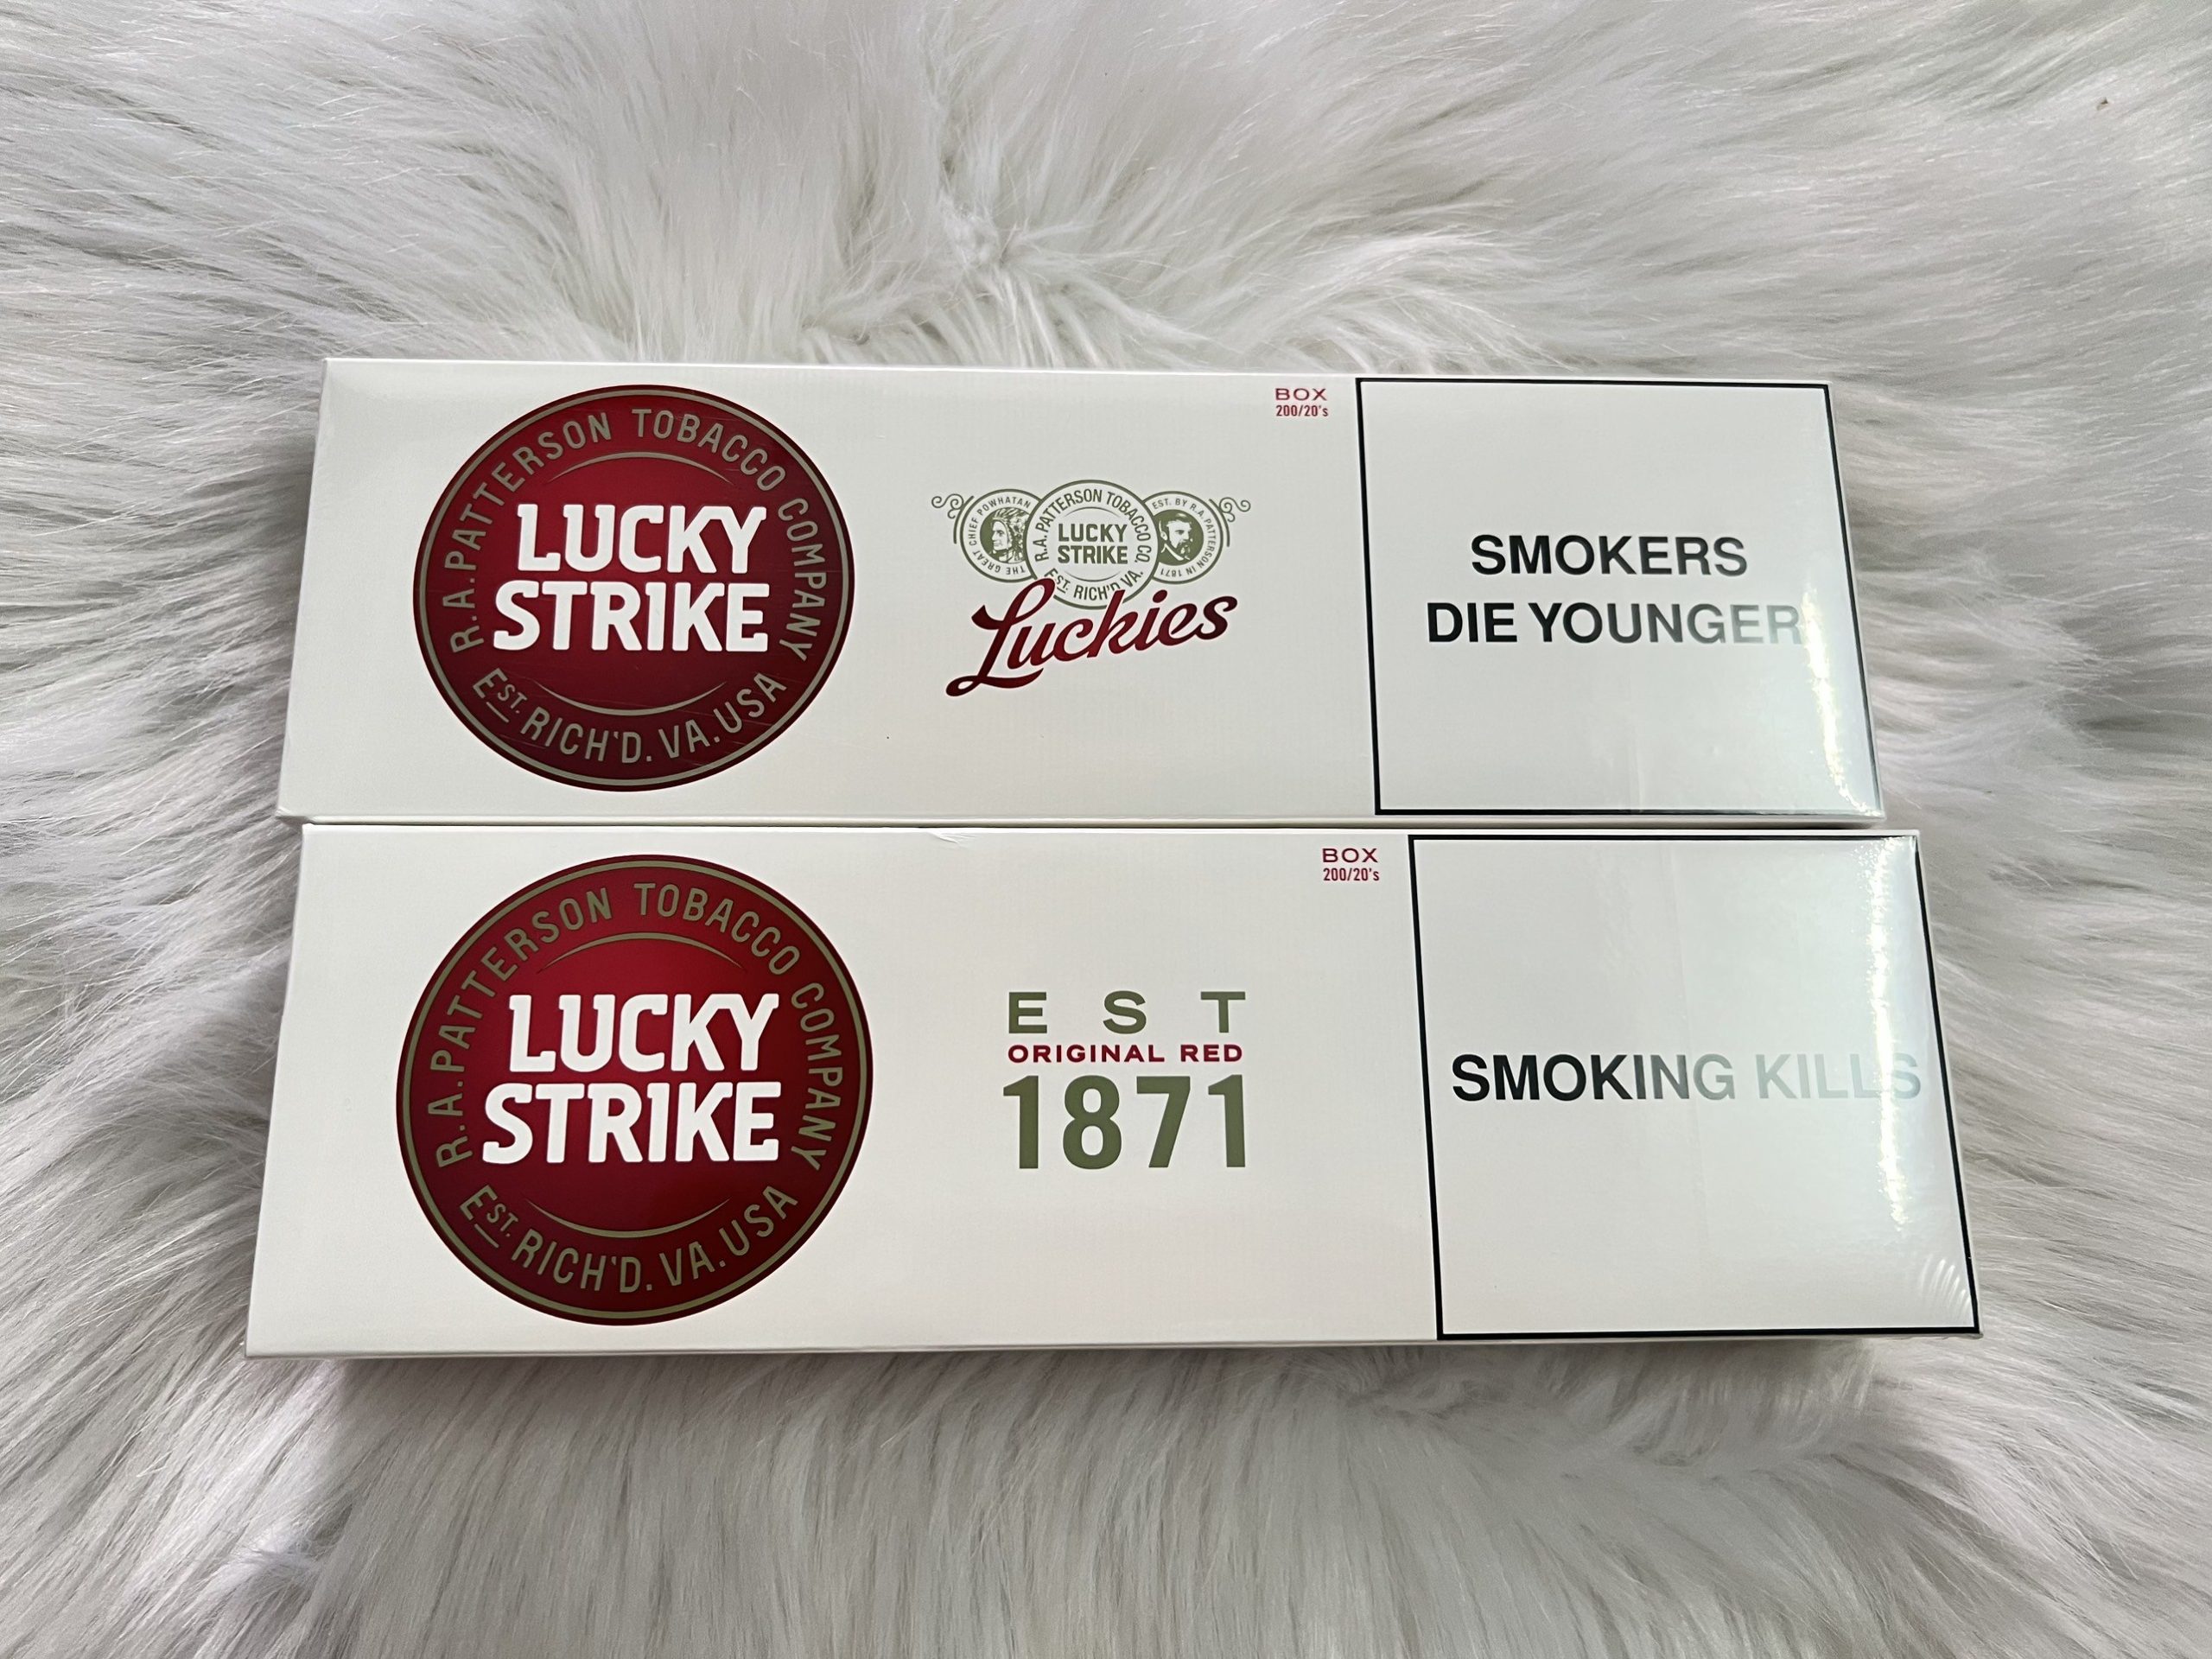 R.A. PATTERSON TOBACCO COMPANY
LUCKY
STRIKE
EST. RICH'D. VA. USA
BOX
200/20's
THE GREAT CHIEF POWHATAN
R.A. PATTERSON TOBACCO CO.
LUCKY
STRIKE
EST. RICH'D VA.
EST. BY R.A. PATTERSON IN 1871
Luckies
SMOKERS
DIE YOUNGER
R.A. PATTERSON TOBACCO COMPANY
LUCKY
STRIKE
EST. RICH'D. VA. USA
BOX
200/20's
E S T
ORIGINAL RED
1871
SMOKING KILLS